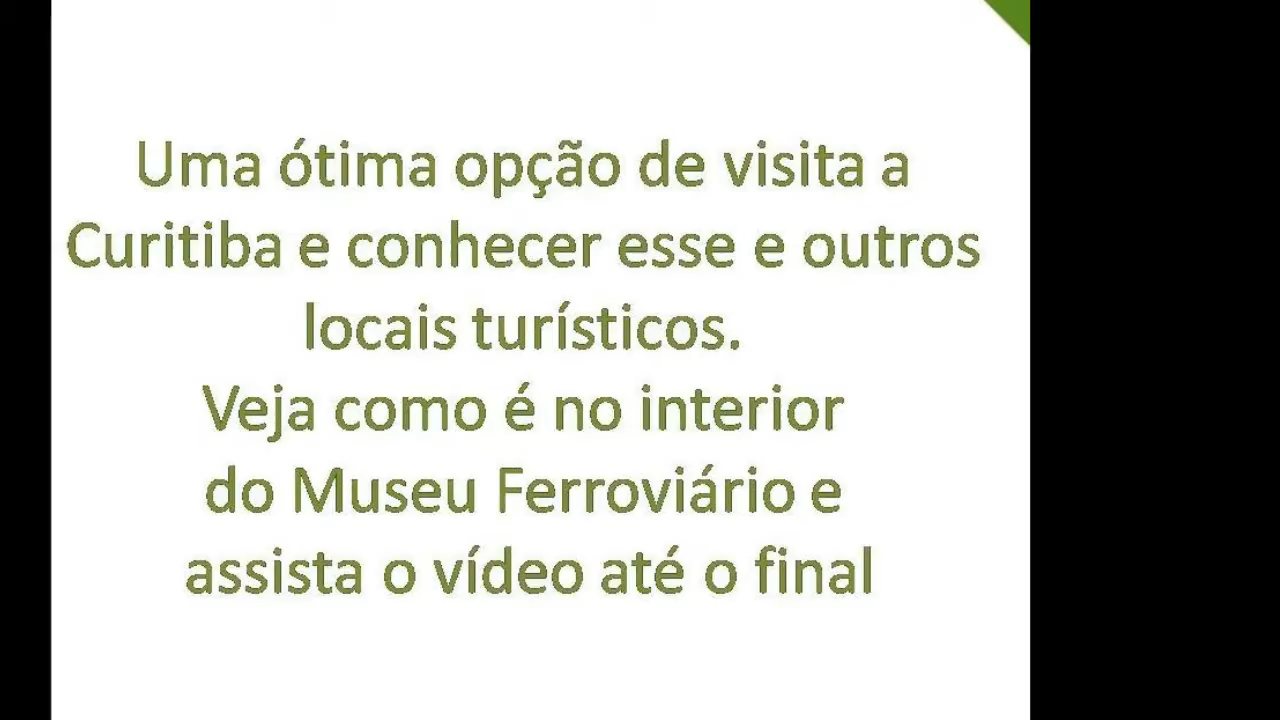 Uma ótima opção de visita a
Curitiba e conhecer esse e outros
locais turísticos.
Veja como é no interior
do Museu Ferroviário e
assista o vídeo até o final